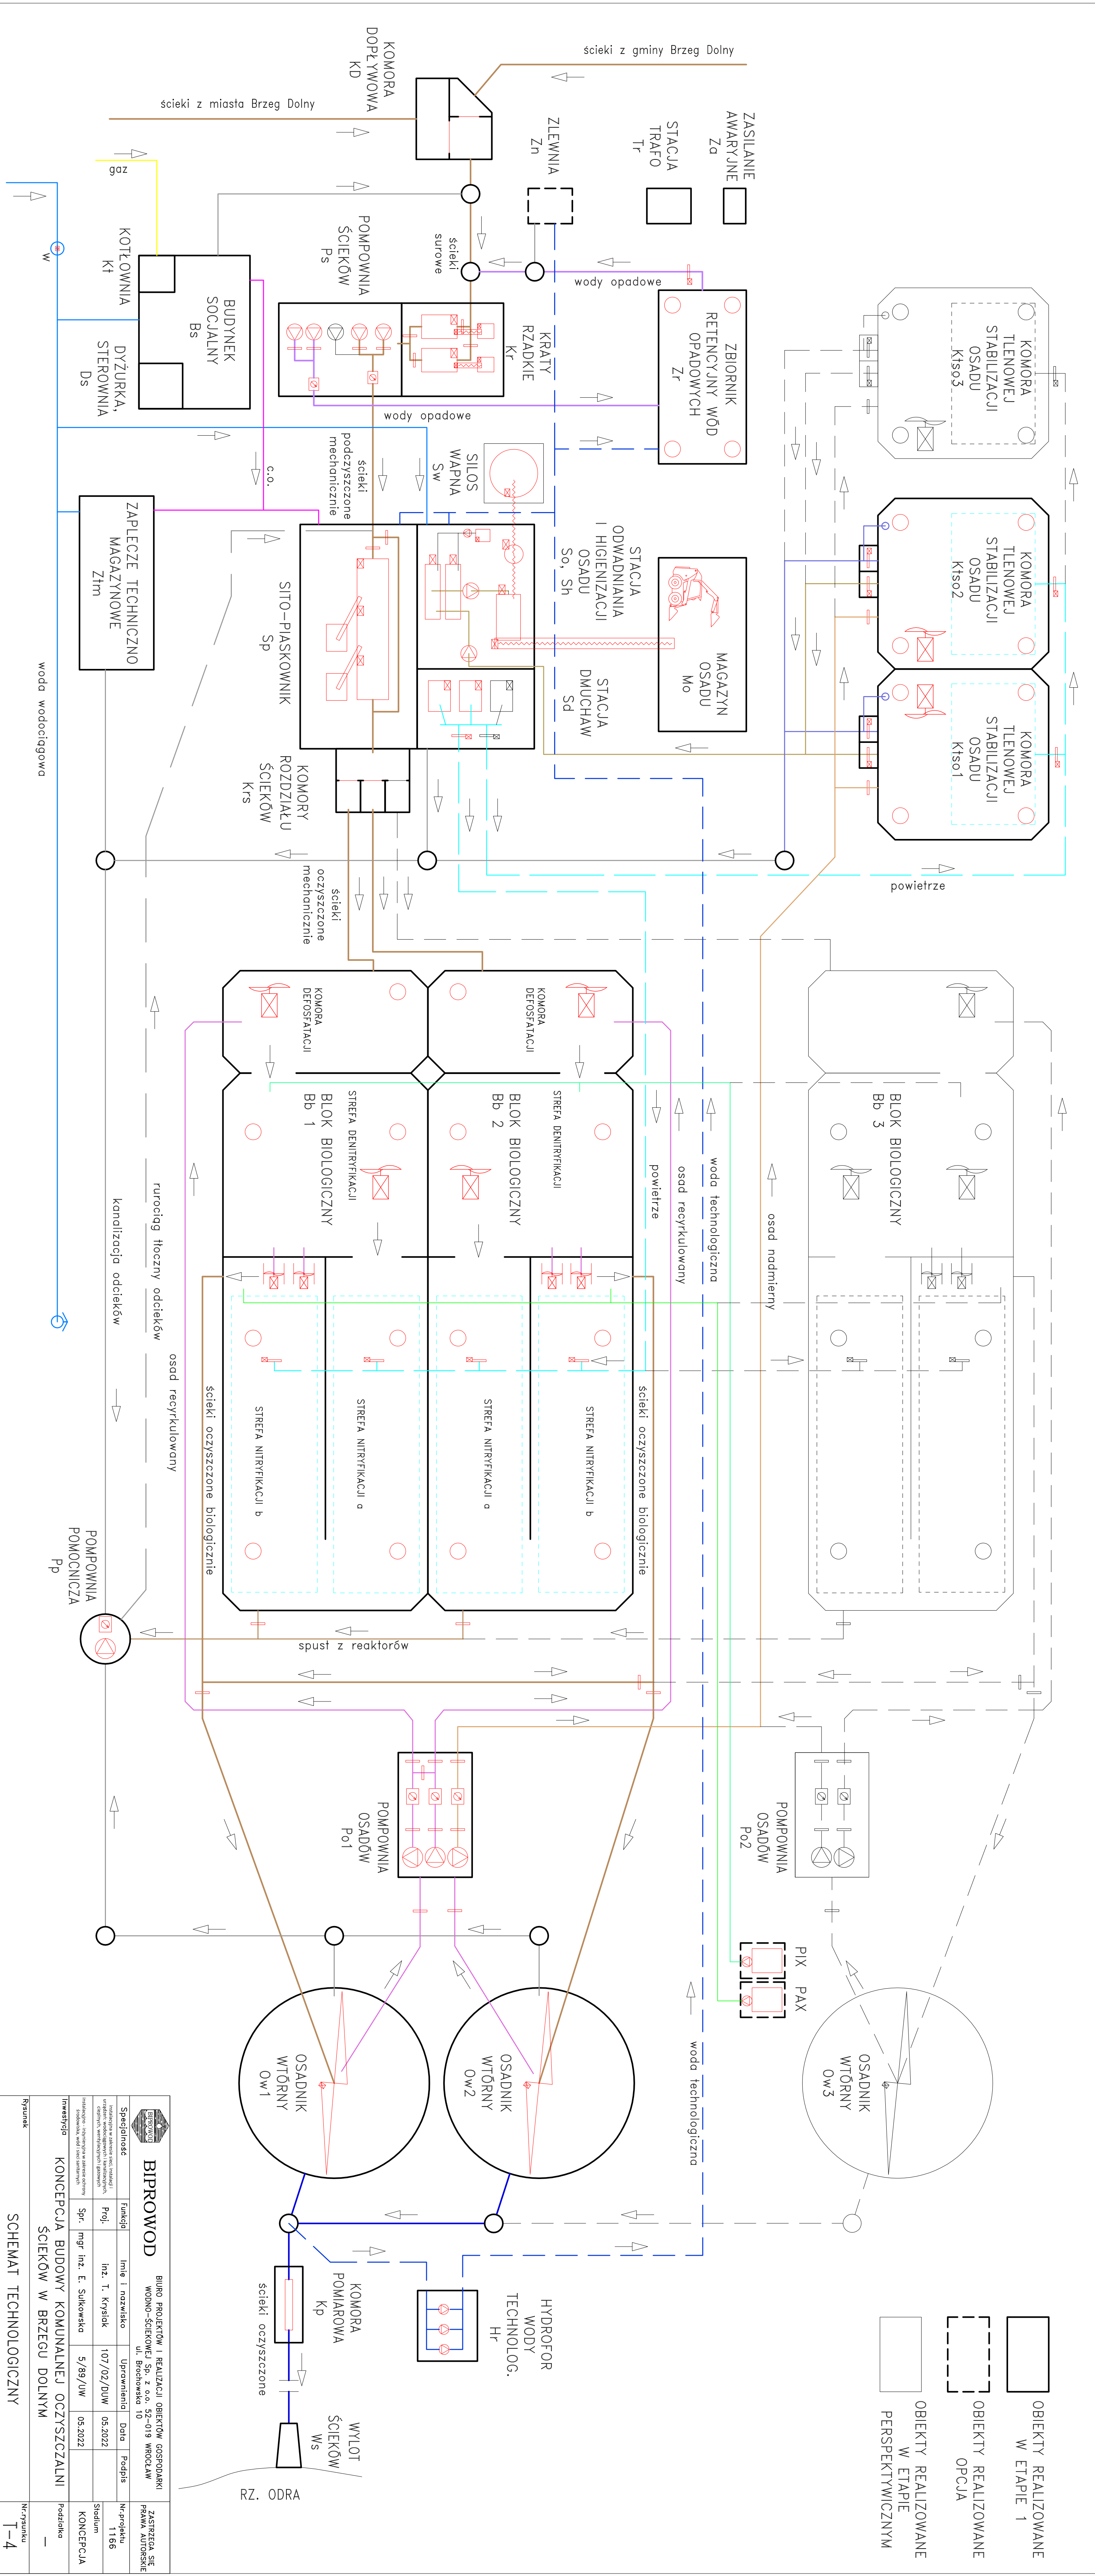 ścieki z gminy Brzeg Dolny
KOMORA
DOPŁYWOWA
KD
ścieki z miasta Brzeg Dolny
ZASILANIE
AWARYJNE
Za
STACJA
TRAFO
Tr
ZLEWNIA
Zn
gaz
w
KOTŁOWNIA
Kt
BUDYNEK
SOCJALNY
Bs
DYŻURKA,
STEROWNIA
Ds
POMPOWNIA
ŚCIEKÓW
Ps
ścieki
surowe
KRATY
RZADKIE
Kr
wody opadowe
wody opadowe
ZBIORNIK
RETENCYJNY WÓD
OPADOWYCH
Zr
KOMORA
TLENOWEJ
STABILIZACJI
OSADU
Ktso3
KOMORA
TLENOWEJ
STABILIZACJI
OSADU
Ktso2
KOMORA
TLENOWEJ
STABILIZACJI
OSADU
Ktso1
c.o.
ścieki
podczyszczone
mechanicznie
SILOS
WAPNA
Sw
STACJA
ODWADNIANIA
I HIGIENIZACJI
OSADU
So, Sh
MAGAZYN
OSADU
Mo
STACJA
DMUCHAW
Sd
SITO-PIASKOWNIK
Sp
ZAPLECZE TECHNICZNO
MAGAZYNOWE
Ztm
woda wodociągowa
KOMORY
ROZDZIAŁU
ŚCIEKÓW
Krs
ścieki
oczyszczone
mechanicznie
powietrze
KOMORA
DEFOSFATACJI
KOMORA
DEFOSFATACJI
STREFA DENITRYFIKACJI
BLOK BIOLOGICZNY
Bb 1
STREFA DENITRYFIKACJI
BLOK BIOLOGICZNY
Bb 2
BLOK BIOLOGICZNY
Bb 3
powietrze
osad recyrkulowany
woda technologiczna
osad nadmierny
kanalizacja odcieków
rurociąg tłoczny odcieków
osad recyrkulowany
ścieki oczyszczone biologicznie
STREFA NITRYFIKACJI b
STREFA NITRYFIKACJI a
STREFA NITRYFIKACJI a
STREFA NITRYFIKACJI b
ścieki oczyszczone biologicznie
POMPOWNIA
POMOCNICZA
Pp
spust z reaktorów
POMPOWNIA
OSADÓW
Po1
POMPOWNIA
OSADÓW
Po2
PIX
PAX
OSADNIK
WTÓRNY
Ow1
OSADNIK
WTÓRNY
Ow2
OSADNIK
WTÓRNY
Ow3
woda technologiczna
HYDROFOR
WODY
TECHNOLOG.
Hr
KOMORA
POMIAROWA
Kp
ścieki oczyszczone
WYLOT
ŚCIEKÓW
Ws
RZ. ODRA
OBIEKTY REALIZOWANE
W ETAPIE 1
OBIEKTY REALIZOWANE
OPCJA
OBIEKTY REALIZOWANE
W ETAPIE
PERSPEKTYWICZNYM
BIPROWOD
BIPROWOD
BIURO PROJEKTÓW I REALIZACJI OBIEKTÓW GOSPODARKI
WODNO-ŚCIEKOWEJ Sp. z o.o. 52-019 WROCŁAW
ul. Brochowska 10
ZASTRZEGA SIĘ
PRAWA AUTORSKIE
Specjalność
Funkcja
Imię i nazwisko
Uprawnienia
Data
Podpis
Nr.projektu
1166
Proj.
inż. T. Krysiak
107/02/DUW
05.2022
Stadium
KONCEPCJA
Spr.
mgr inż. E. Sułkowska
5/89/UW
05.2022
Inwestycja
KONCEPCJA BUDOWY KOMUNALNEJ OCZYSZCZALNI
ŚCIEKÓW W BRZEGU DOLNYM
Podziałka
—
Rysunek
SCHEMAT TECHNOLOGICZNY
Nr.rysunku
T-4